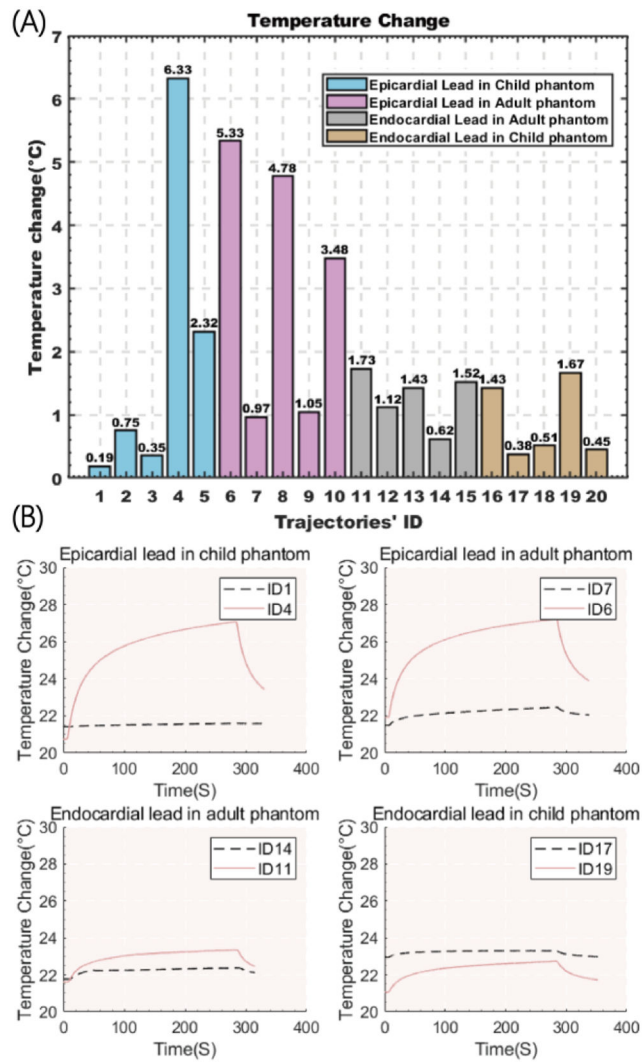 (A)
Temperature Change
Temperature change(°C)
7
6
5
4
3
2
1
0
6.33
5.33
4.78
3.48
2.32
0.19
0.75
0.35
0.97
1.05
1.73
1.12
1.43
0.62
1.52
1.43
0.38
0.51
1.67
0.45
Epicardial Lead in Child phantom
Epicardial Lead in Adult phantom
Endocardial Lead in Adult phantom
Endocardial Lead in Child phantom
1 2 3 4 5 6 7 8 9 10 11 12 13 14 15 16 17 18 19 20
Trajectories' ID
(B)
Epicardial lead in child phantom
Temperature Change(°C)
30
28
26
24
22
20
ID1
ID4
0 100 200 300 400
Time(S)
Epicardial lead in adult phantom
Temperature Change(°C)
30
28
26
24
22
20
ID7
ID6
0 100 200 300 400
Time(S)
Endocardial lead in adult phantom
Temperature Change(°C)
30
28
26
24
22
20
ID14
ID11
0 100 200 300 400
Time(S)
Endocardial lead in child phantom
Temperature Change(°C)
30
28
26
24
22
20
ID17
ID19
0 100 200 300 400
Time(S)